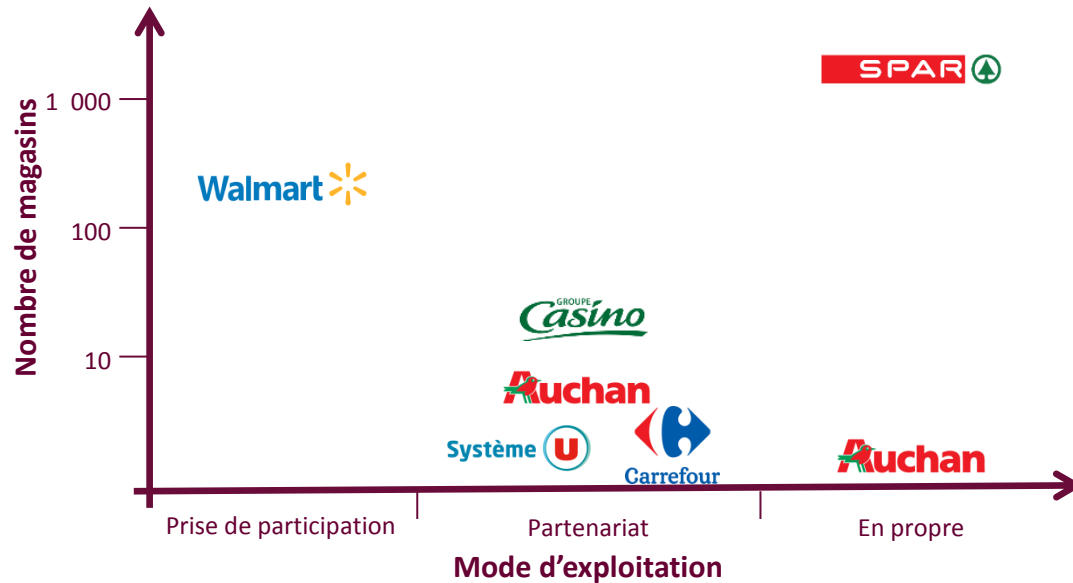 Nombre de magasins
1 000
100
10
SPAR
Walmart
GROUPE
Casino
Auchan
Système U
Carrefour
Auchan
Prise de participation
Partenariat
En propre
Mode d’exploitation